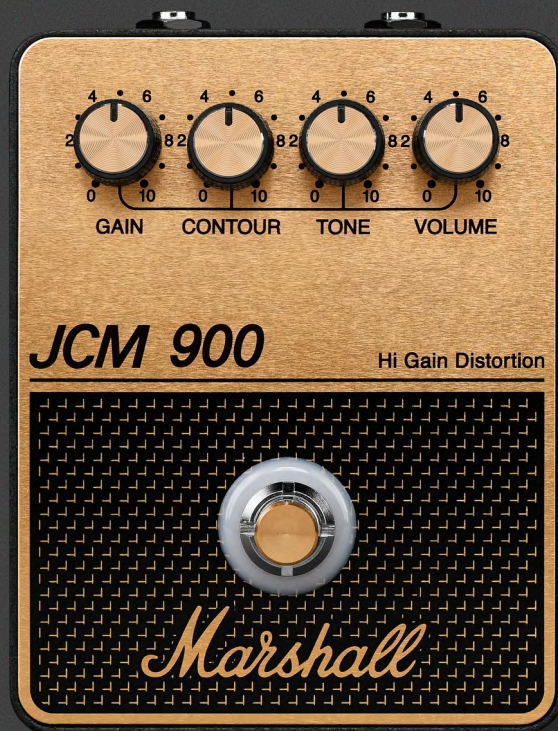 4 6 4 6 4 6 4 6
2 8 2 8 2 8 2 8
0 10 0 10 0 10 0 10
GAIN CONTOUR TONE VOLUME
JCM 900
Hi Gain Distortion
Marshall